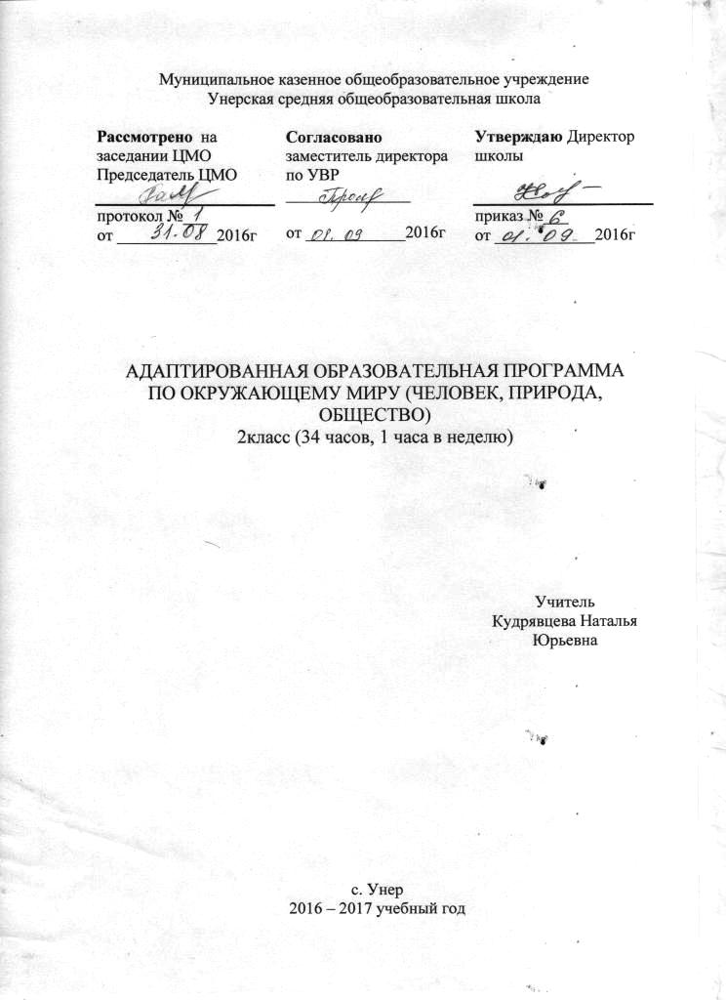 Муниципальное казенное общеобразовательное учреждение
Унерская средняя общеобразовательная школа
Рассмотрено на
заседании ЦМО
Председатель ЦМО
протокол № 1
от 31.08 2016г
Согласовано
заместитель директора
по УВР
от 01.09 2016г
Утверждаю Директор
школы
приказ № 6
от 01.09 2016г
АДАПТИРОВАННАЯ ОБРАЗОВАТЕЛЬНАЯ ПРОГРАММА
ПО ОКРУЖАЮЩЕМУ МИРУ (ЧЕЛОВЕК, ПРИРОДА,
ОБЩЕСТВО)
2класс (34 часов, 1 часа в неделю)
Учитель
Кудрявцева Наталья
Юрьевна
с. Унер
2016 – 2017 учебный год